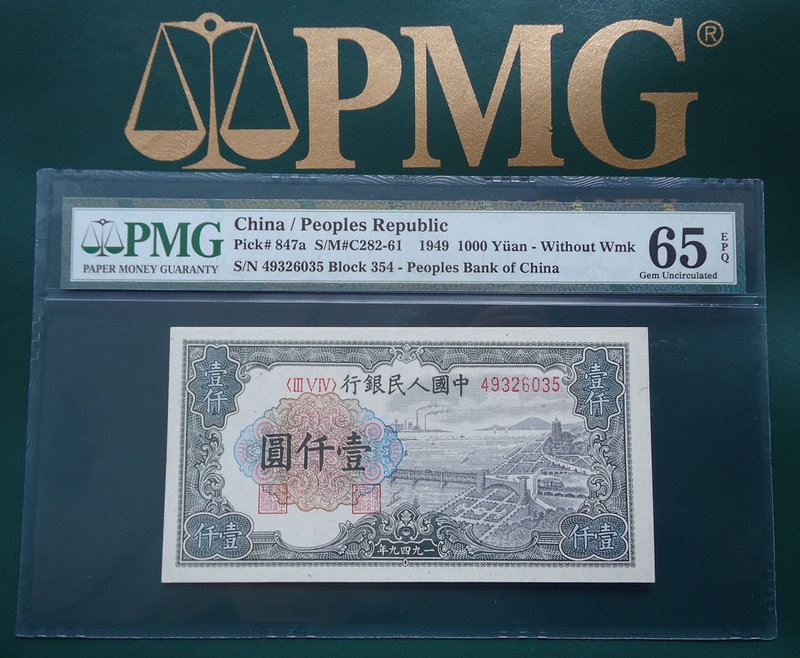 PMG®
PMG
PAPER MONEY GUARANTY
China / Peoples Republic
Pick# 847a S/M#C282-61 1949 1000 Yüan - Without Wmk
S/N 49326035 Block 354 - Peoples Bank of China
65
EPQ
Gem Uncirculated
壹仟
(III V IV)
行銀民人國中
49326035
壹仟
圓仟壹
仟壹
年九四九一
仟壹